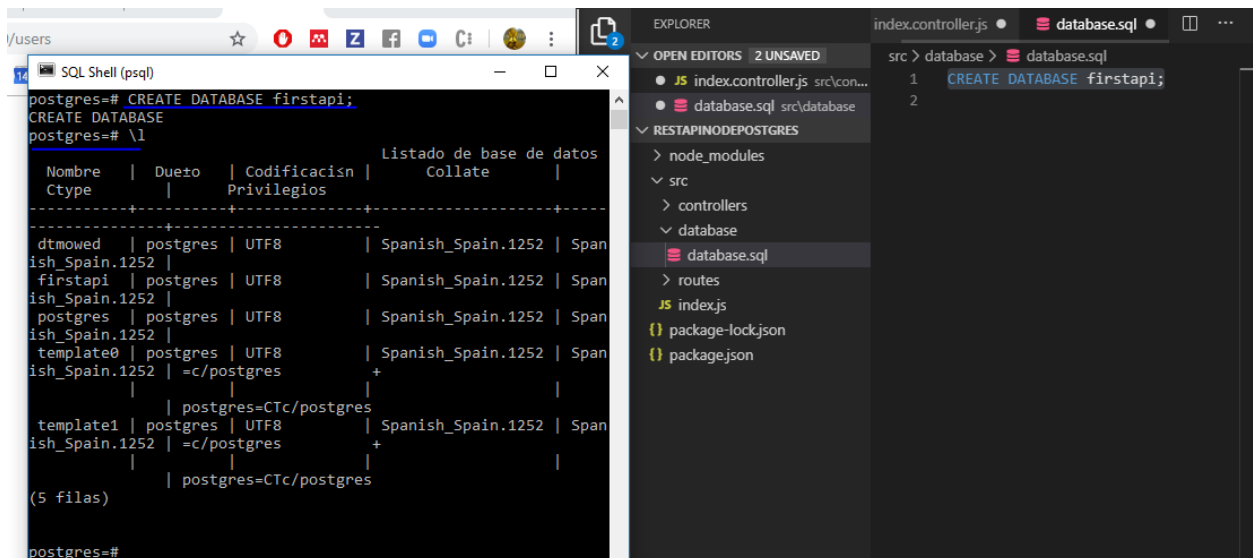 /users
14
SQL Shell (psql)
postgres=# CREATE DATABASE firstapi;
CREATE DATABASE
postgres=# \l
                                     Listado de base de datos
  Nombre   |  Due±o   | Codificaci≤n |      Collate       |
  Ctype        |      Privilegios
-----------+----------+--------------+--------------------+-----
---------------+-----------------------
 dtmowed   | postgres | UTF8         | Spanish_Spain.1252 | Span
ish_Spain.1252 |
 firstapi  | postgres | UTF8         | Spanish_Spain.1252 | Span
ish_Spain.1252 |
 postgres  | postgres | UTF8         | Spanish_Spain.1252 | Span
ish_Spain.1252 |
 template0 | postgres | UTF8         | Spanish_Spain.1252 | Span
ish_Spain.1252 | =c/postgres          +
           |          |              |                    |
               | postgres=CTc/postgres
 template1 | postgres | UTF8         | Spanish_Spain.1252 | Span
ish_Spain.1252 | =c/postgres          +
           |          |              |                    |
               | postgres=CTc/postgres
(5 filas)
postgres=#
2
EXPLORER
OPEN EDITORS 2 UNSAVED
JS index.controller.js src\con...
database.sql src\database
RESTAPINODEPOSTGRES
node_modules
src
controllers
database
database.sql
routes
JS index.js
{} package-lock.json
{} package.json
index.controller.js ● database.sql ● ...
src > database > database.sql
1 CREATE DATABASE firstapi;
2